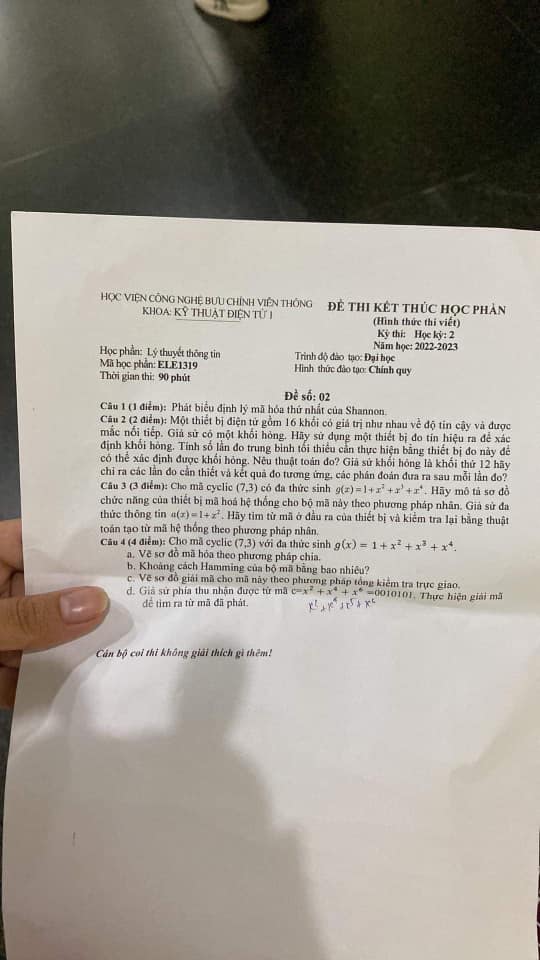 HỌC VIỆN CÔNG NGHỆ BƯU CHÍNH VIỄN THÔNG
KHOA: KỸ THUẬT ĐIỆN TỬ 1
ĐỀ THI KẾT THÚC HỌC PHẦN
(Hình thức thi viết)
Kỳ thi: Học kỳ: 2
Năm học: 2022-2023
Học phần: Lý thuyết thông tin
Trình độ đào tạo: Đại học
Mã học phần: ELE1319
Hình thức đào tạo: Chính quy
Thời gian thi: 90 phút
Đề số: 02
Câu 1 (1 điểm): Phát biểu định lý mã hóa thứ nhất của Shannon.
Câu 2 (2 điểm): Một thiết bị điện tử gồm 16 khối có giá trị như nhau về độ tin cậy và được
mắc nối tiếp. Giả sử có một khối hỏng. Hãy sử dụng một thiết bị đo tín hiệu ra để xác
định khối hỏng. Tính số lần đo trung bình tối thiểu cần thực hiện bằng thiết bị đo này để
có thể xác định được khối hỏng. Nêu thuật toán đo? Giả sử khối hỏng là khối thứ 12 hãy
chỉ ra các lần đo cần thiết và kết quả đo tương ứng, các phán đoán đưa ra sau mỗi lần đo?
Câu 3 (3 điểm): Cho mã cyclic (7,3) có đa thức sinh g(x)=1+x²+x³+x⁴. Hãy mô tả sơ đồ
chức năng của thiết bị mã hoá hệ thống cho bộ mã này theo phương pháp nhân. Giả sử đa
thức thông tin a(x)=1+x². Hãy tìm từ mã ở đầu ra của thiết bị và kiểm tra lại bằng thuật
toán tạo từ mã hệ thống theo phương pháp nhân.
Câu 4 (4 điểm): Cho mã cyclic (7,3) với đa thức sinh g(x) = 1 + x² + x³ + x⁴.
a. Vẽ sơ đồ mã hóa theo phương pháp chia.
b. Khoảng cách Hamming của bộ mã bằng bao nhiêu?
c. Vẽ sơ đồ giải mã cho mã này theo phương pháp tổng kiểm tra trực giao.
d. Giả sử phía thu nhận được từ mã c=x² + x⁴ + x⁶ =0010101. Thực hiện giải mã
để tìm ra từ mã đã phát.
Cán bộ coi thi không giải thích gì thêm!